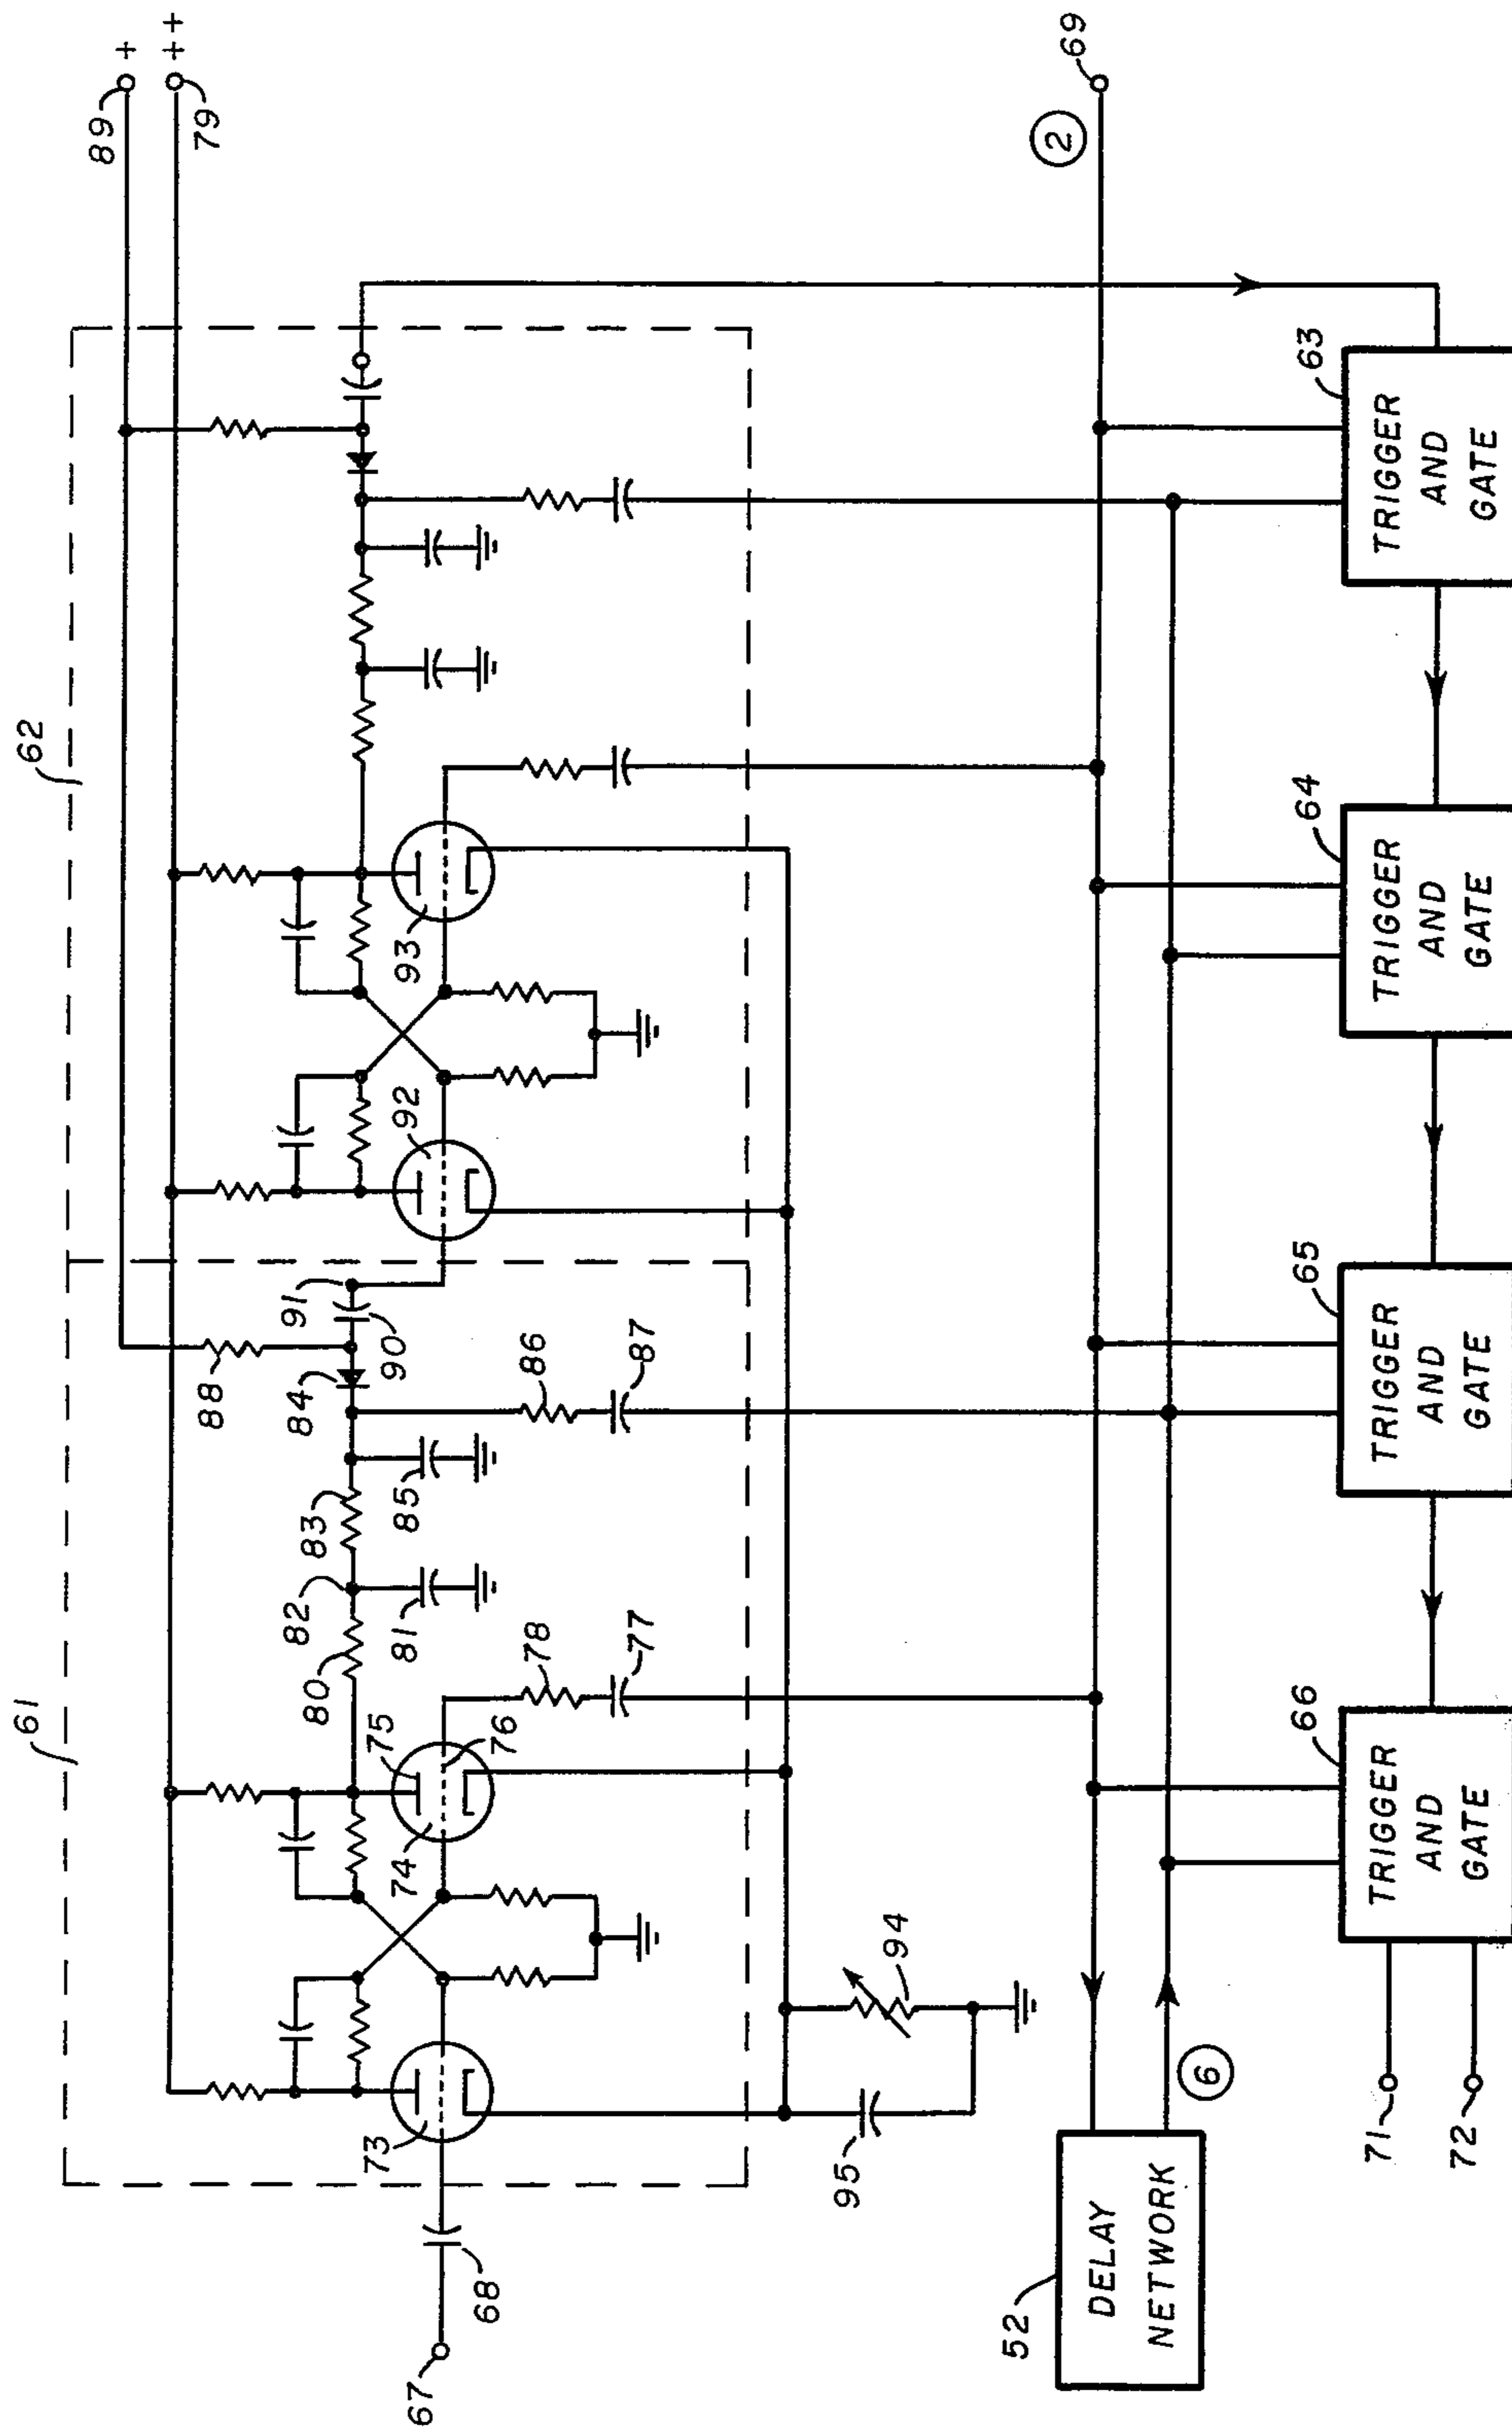 61
62
89 +
79 ++
88
91
84
90
82
83
80
75
86
87
85
81
78
77
76
74
73
92
93
67
68
95
94
2
69
6
52
DELAY
NETWORK
71
72
66
TRIGGER
AND
GATE
65
TRIGGER
AND
GATE
64
TRIGGER
AND
GATE
63
TRIGGER
AND
GATE